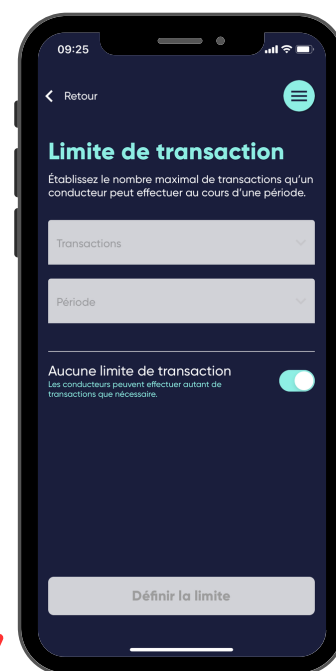 09:25
Retour
Limite de transaction
Établissez le nombre maximal de transactions qu'un
conducteur peut effectuer au cours d'une période.
Transactions
Période
Aucune limite de transaction
Les conducteurs peuvent effectuer autant de
transactions que nécessaire.
Définir la limite